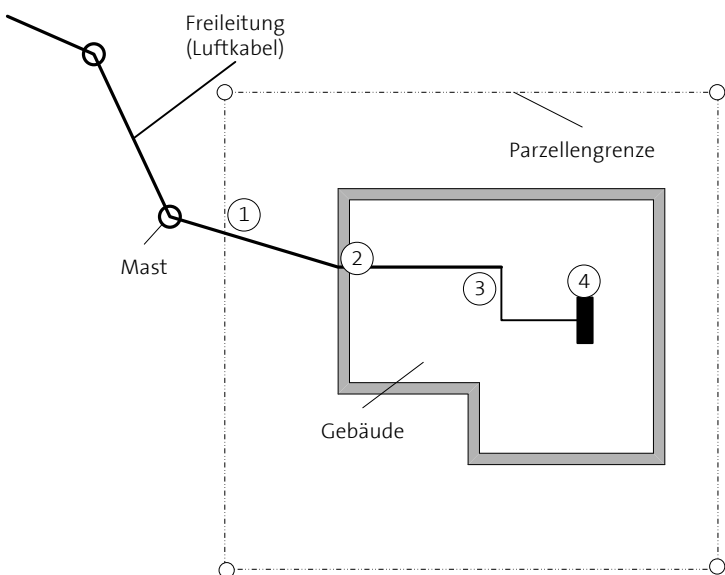 Freileitung
(Luftkabel)
Parzellengrenze
1
Mast
2
3
4
Gebäude